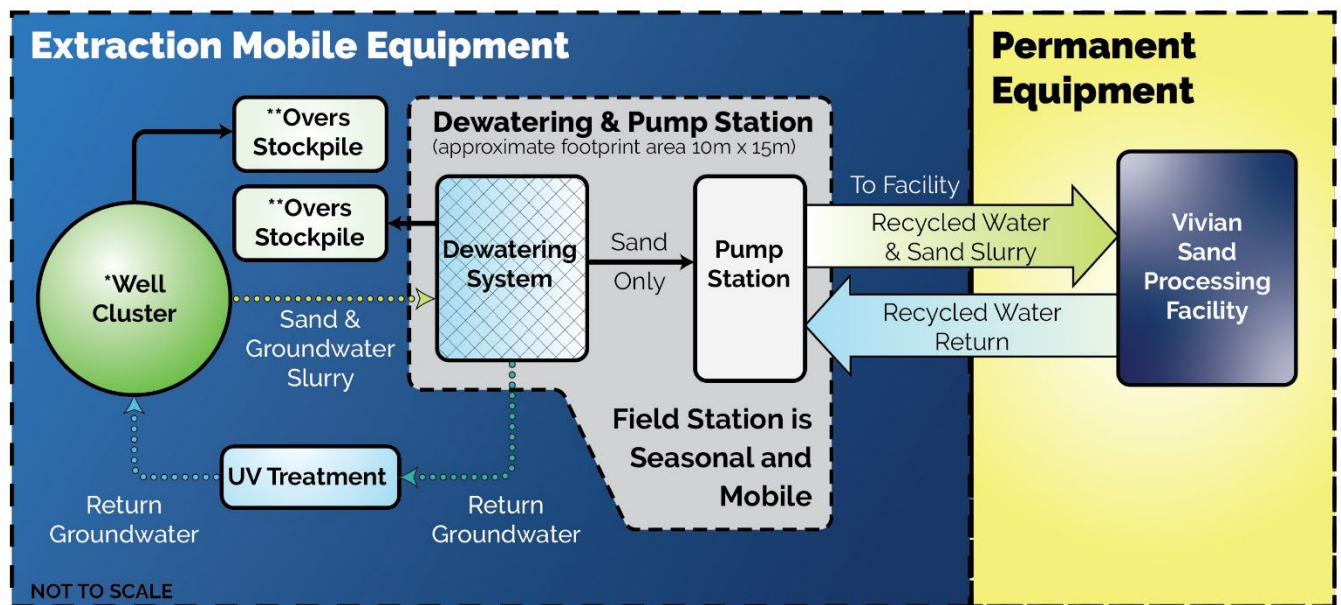 Extraction Mobile Equipment
Permanent
Equipment
**Overs
Stockpile
**Overs
Stockpile
Dewatering & Pump Station
(approximate footprint area 10m x 15m)
*Well
Cluster
Sand &
Groundwater
Slurry
Dewatering
System
Sand
Only
Pump
Station
To Facility
Recycled Water
& Sand Slurry
Recycled Water
Return
Vivian
Sand
Processing
Facility
Field Station is
Seasonal and
Mobile
UV Treatment
Return
Groundwater
Return
Groundwater
NOT TO SCALE